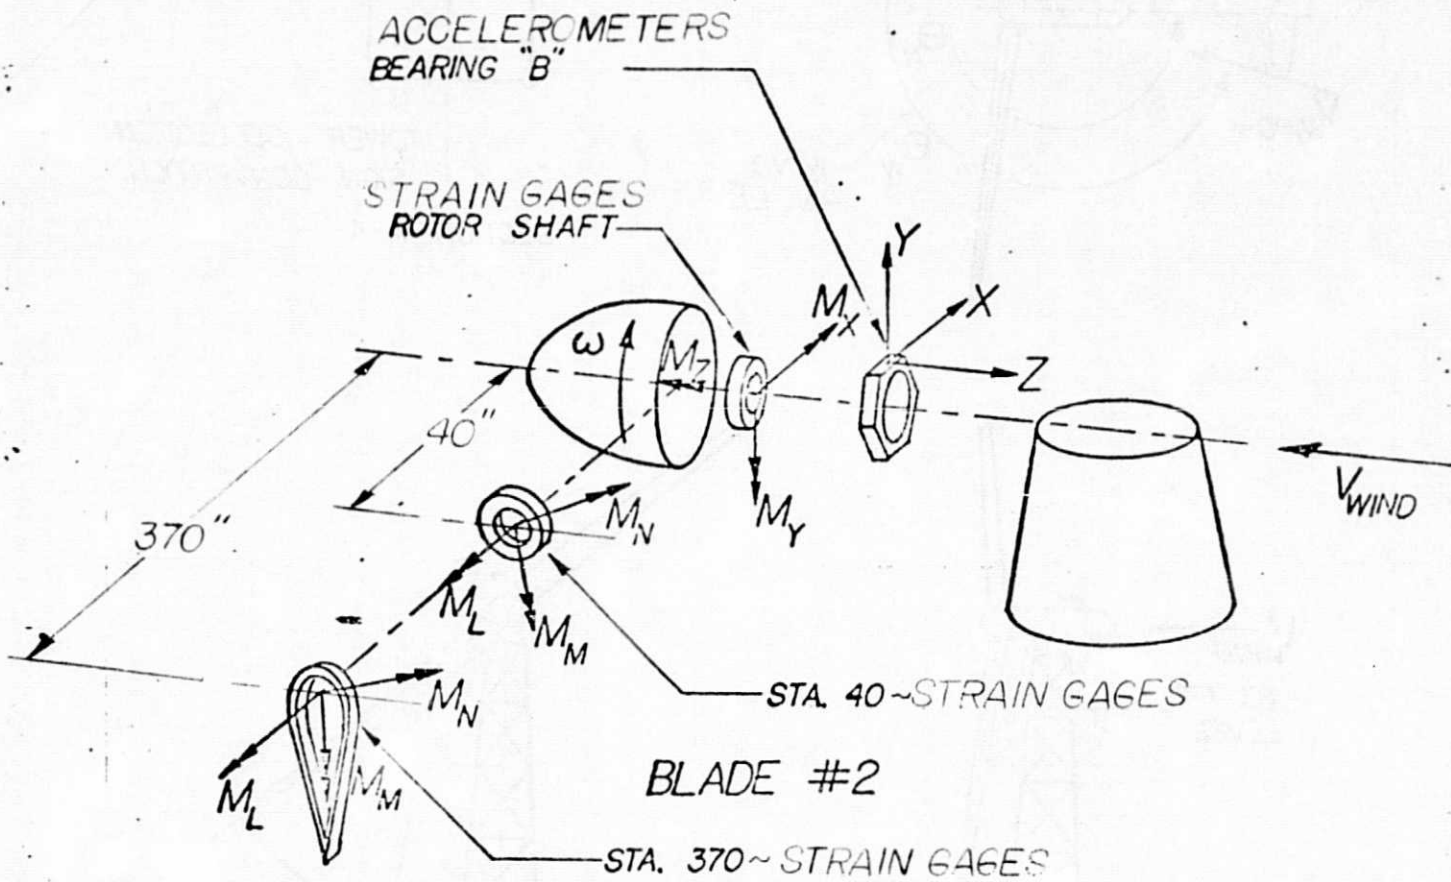 ACCELEROMETERS
BEARING "B"
STRAIN GAGES
ROTOR SHAFT
Y
X
Z
M_X
ω
M_Z
40"
370"
M_N
M_Y
V_WIND
M_L
M_M
STA. 40~STRAIN GAGES
M_N
M_L
M_M
BLADE #2
STA. 370~STRAIN GAGES